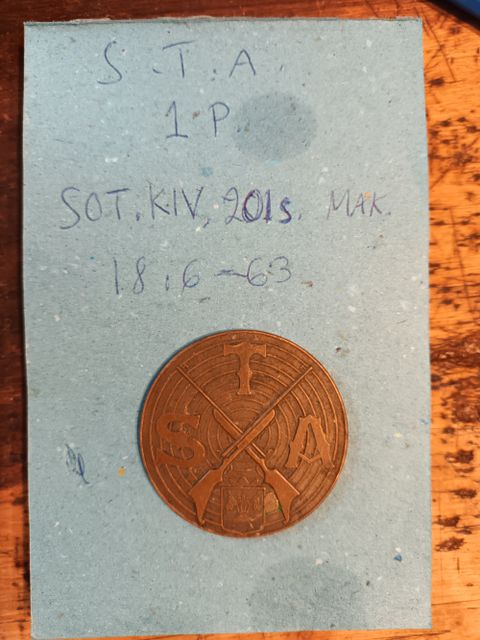 S.T.A.
1 P.
SOT. KIV, 201s. MAK.
18.6-63
T
S A